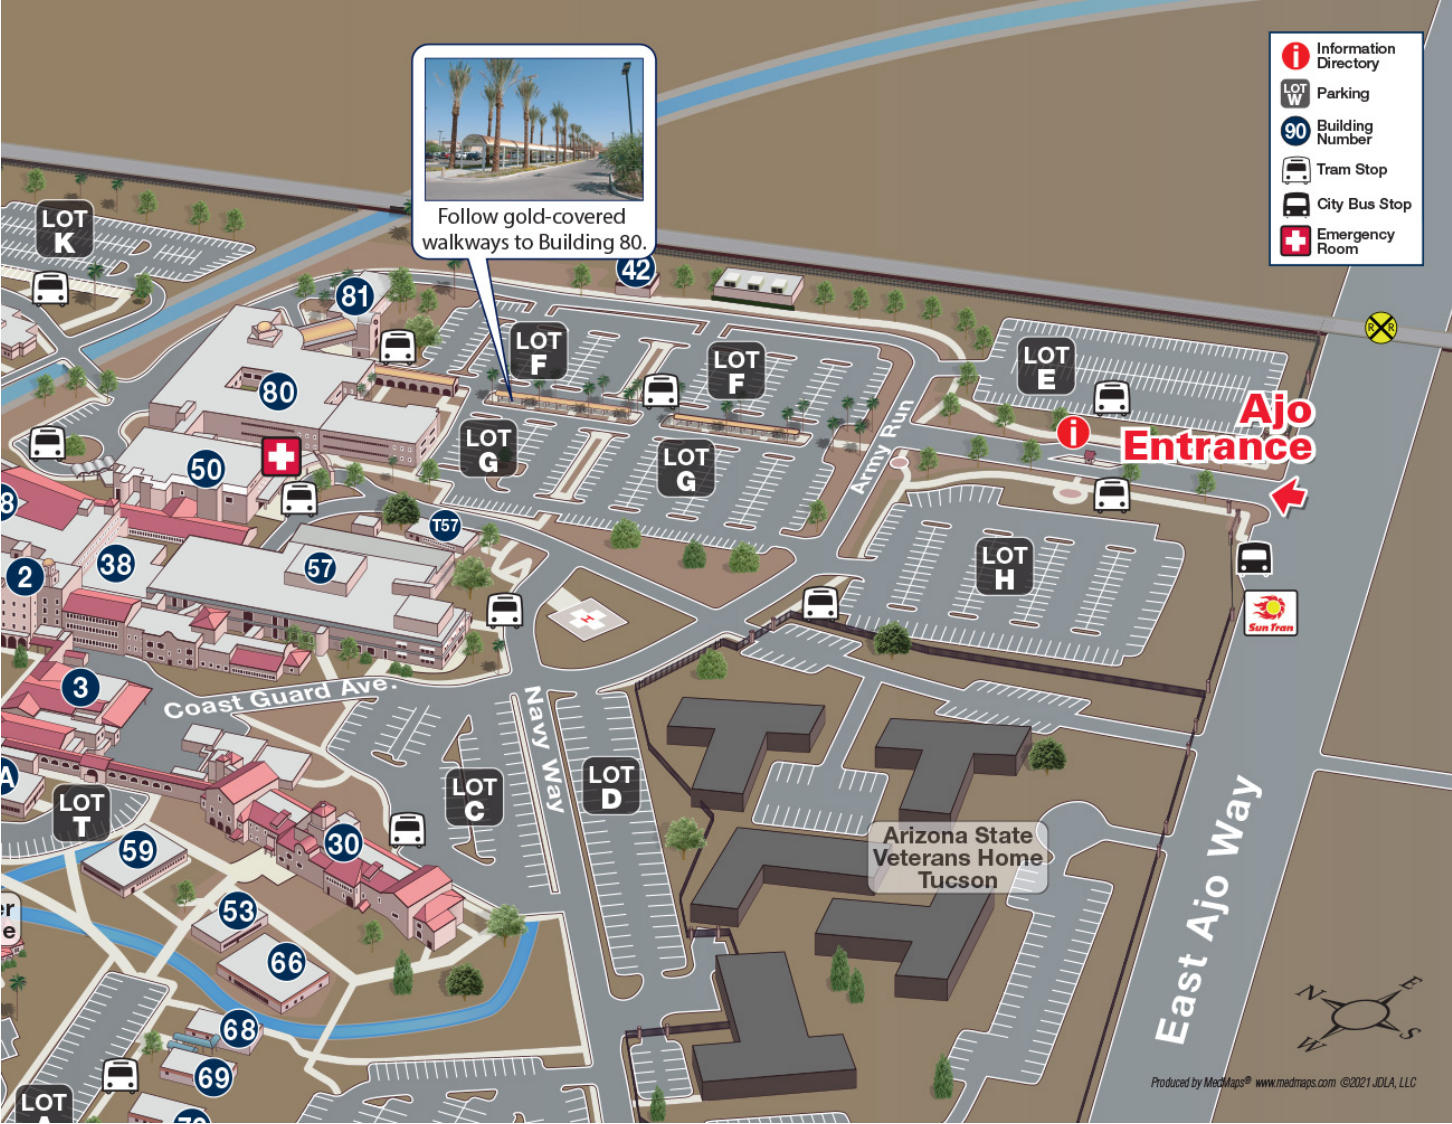 Information
Directory
LOT
W
Parking
90
Building
Number
Tram Stop
City Bus Stop
Emergency
Room
Follow gold-covered
walkways to Building 80.
LOT
K
42
81
LOT
F
LOT
F
LOT
E
R R
80
Ajo
Entrance
i
Army Run
LOT
G
LOT
G
50
8
T57
38
57
2
LOT
H
H
Sun Tran
3
Coast Guard Ave.
Navy Way
A
LOT
T
LOT
C
LOT
D
59
30
Arizona State
Veterans Home
Tucson
East Ajo Way
53
er
e
66
68
69
LOT
N
E
S
W
Produced by MedMaps® www.medmaps.com ©2021 JDLA, LLC